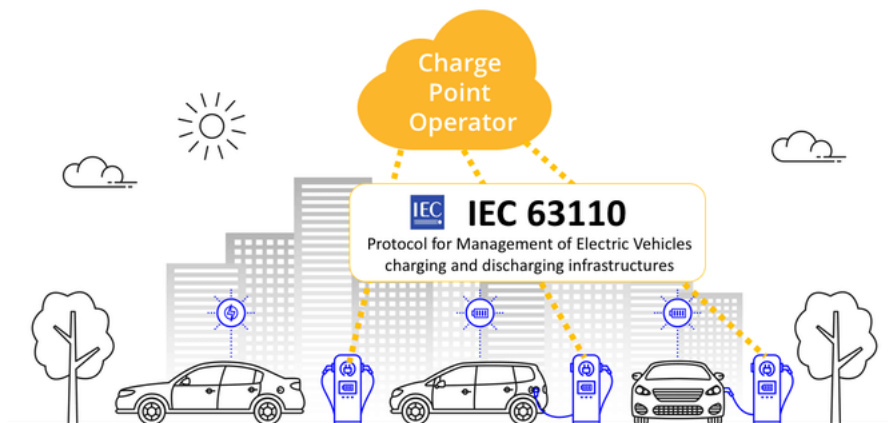 Charge
Point
Operator
IEC IEC 63110
Protocol for Management of Electric Vehicles
charging and discharging infrastructures